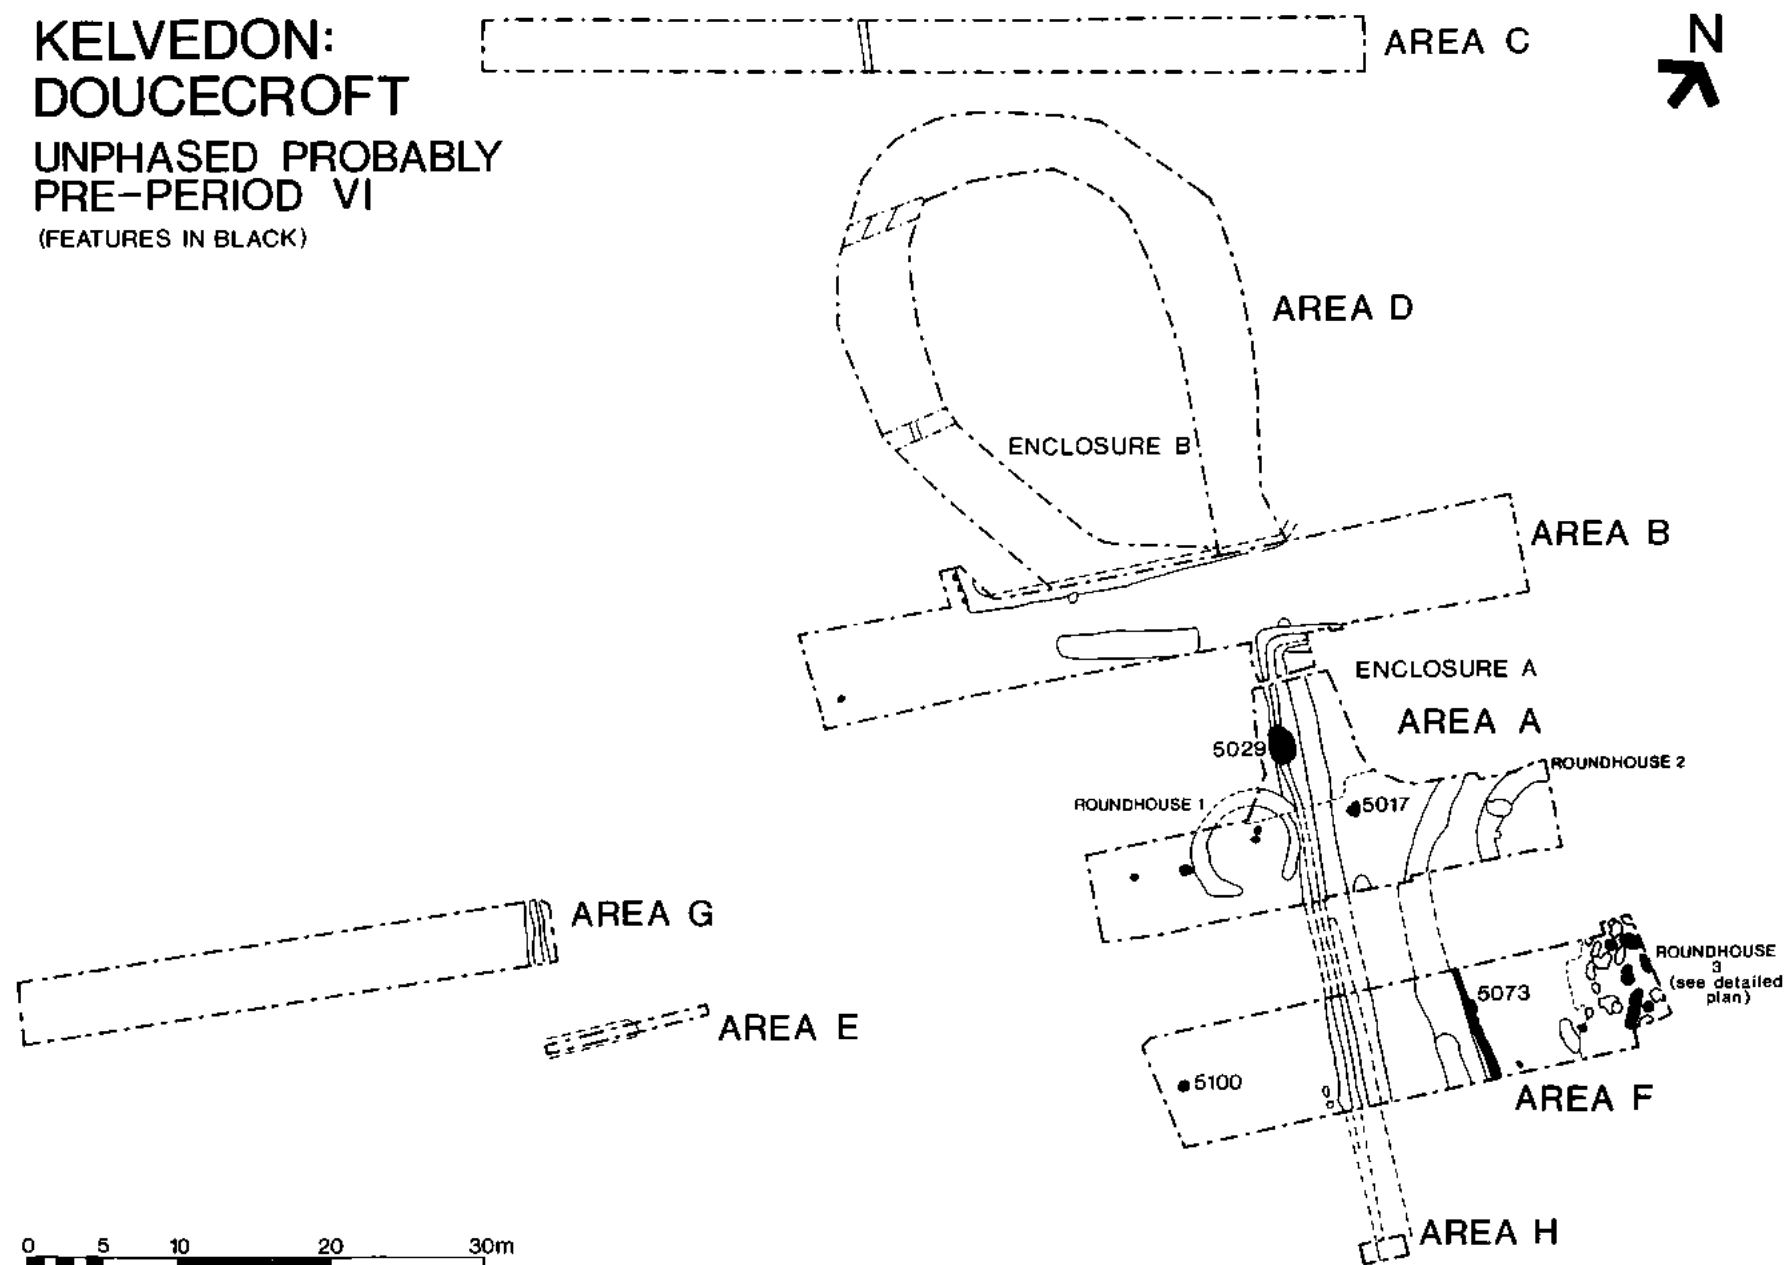 KELVEDON:
DOUCECROFT
UNPHASED PROBABLY
PRE-PERIOD VI
(FEATURES IN BLACK)
AREA C
N
AREA D
ENCLOSURE B
AREA B
ENCLOSURE A
AREA A
5029
ROUNDHOUSE 2
ROUNDHOUSE 1
5017
AREA G
ROUNDHOUSE
3
(see detailed
plan)
5073
AREA E
5100
AREA F
AREA H
0 5 10 20 30m